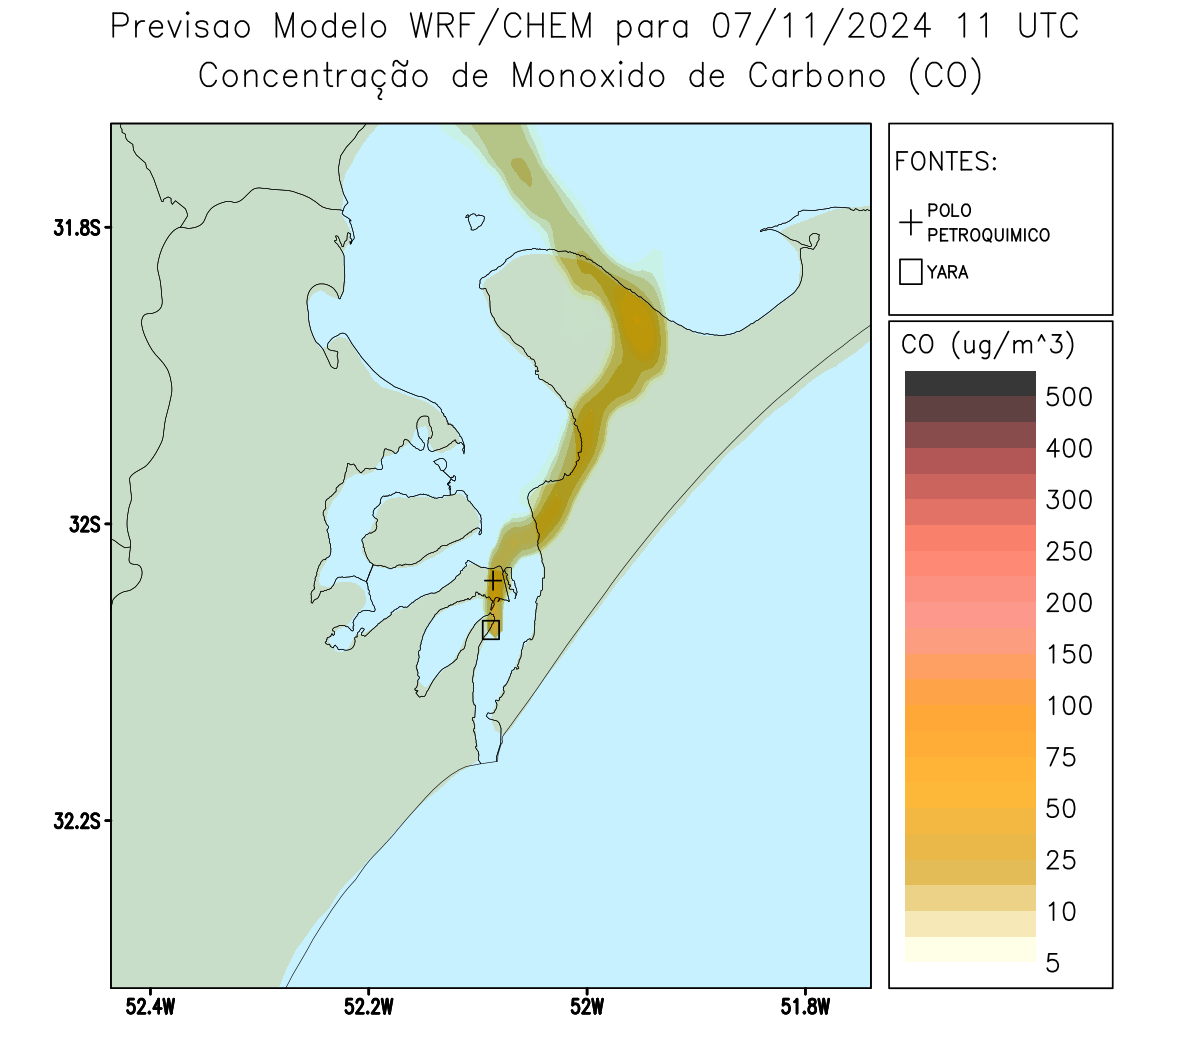 Previsao Modelo WRF/CHEM para 07/11/2024 11 UTC
Concentração de Monoxido de Carbono (CO)
FONTES:
POLO
PETROQUIMICO
YARA
CO (ug/m^3)
500
400
300
250
200
150
100
75
50
25
10
5
31.8S
32S
32.2S
52.4W
52.2W
52W
51.8W